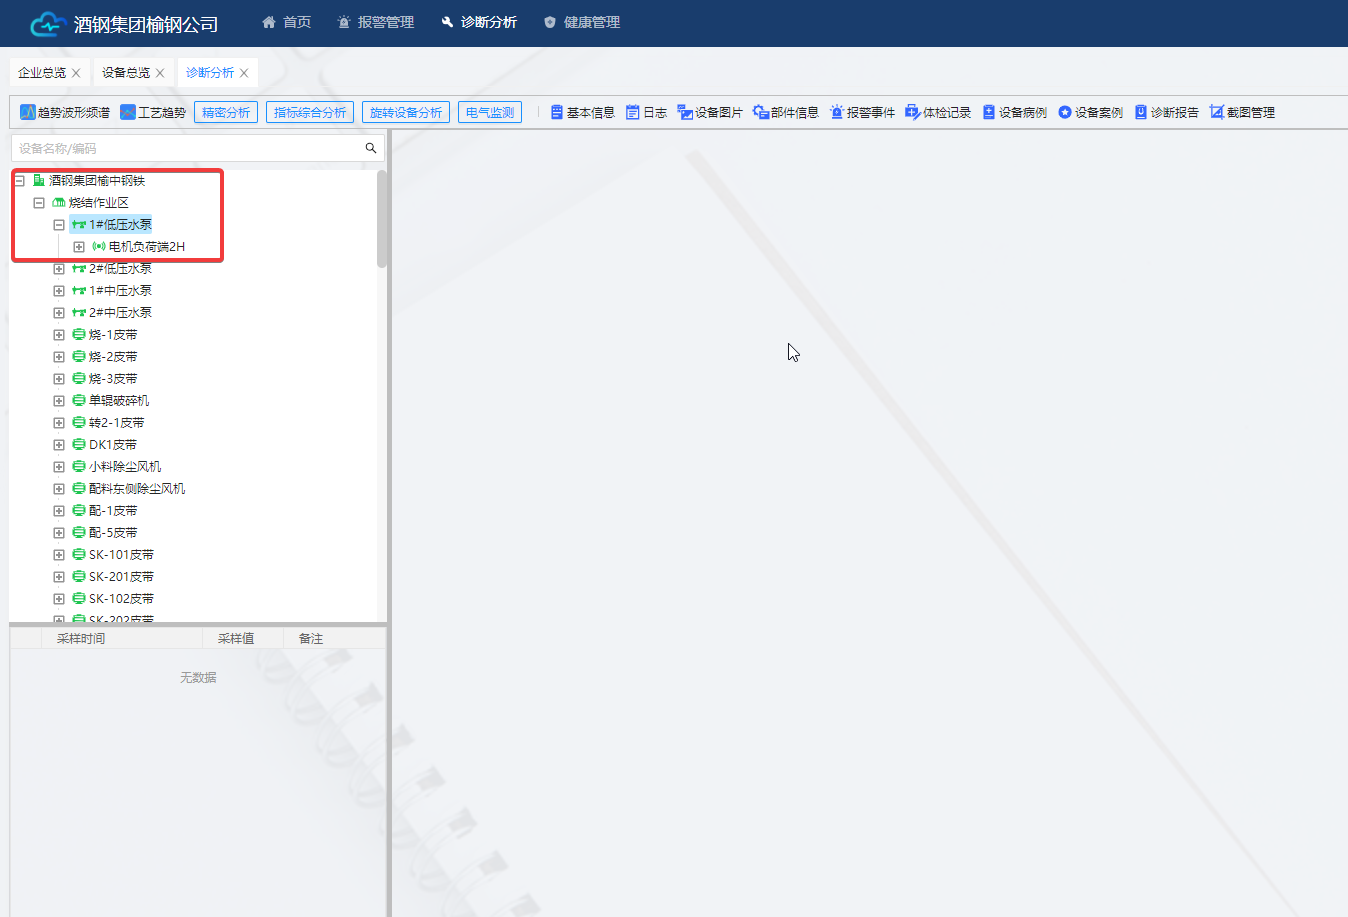 酒钢集团榆钢公司 首页 报警管理 诊断分析 健康管理
企业总览 设备总览 诊断分析
趋势波形频谱 工艺趋势 精密分析 指标综合分析 旋转设备分析 电气监测 基本信息 日志 设备图片 部件信息 报警事件 体检记录 设备病例 设备案例 诊断报告 截图管理
设备名称/编码
酒钢集团榆中钢铁
烧结作业区
1#低压水泵
电机负荷端2H
2#低压水泵
1#中压水泵
2#中压水泵
烧-1皮带
烧-2皮带
烧-3皮带
单辊破碎机
转2-1皮带
DK1皮带
小料除尘风机
配料东侧除尘风机
配-1皮带
配-5皮带
SK-101皮带
SK-201皮带
SK-102皮带
SK-202皮带
采样时间 采样值 备注
无数据